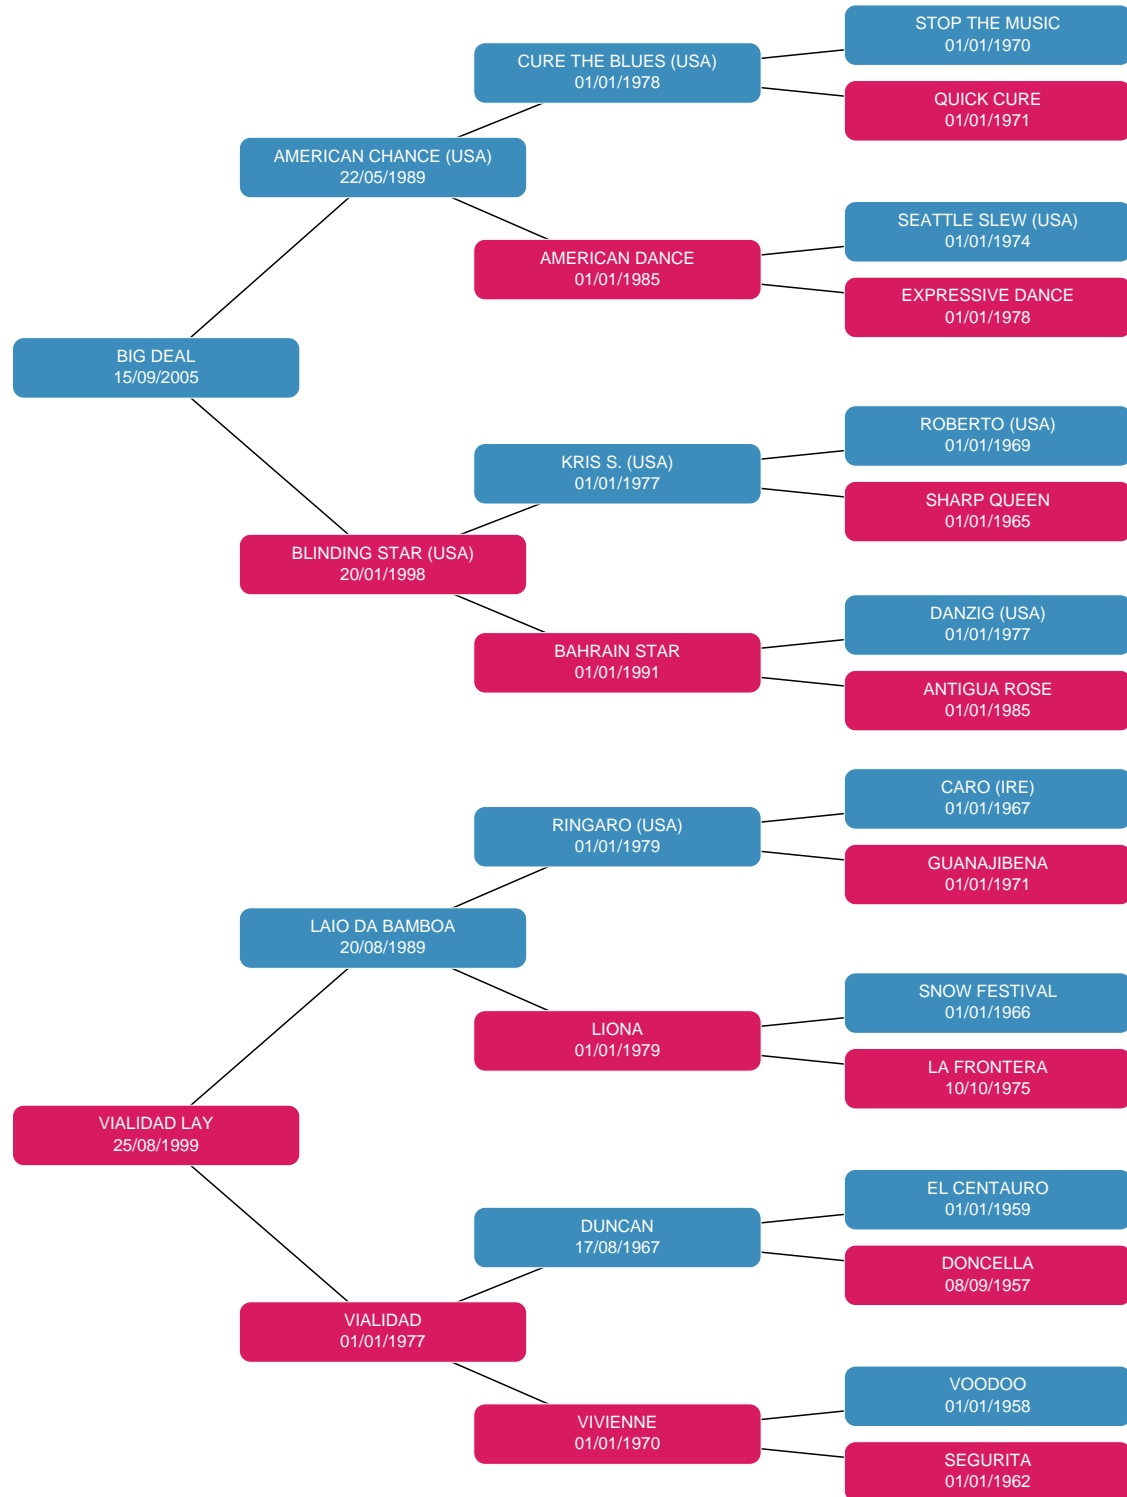 STOP THE MUSIC
01/01/1970
CURE THE BLUES (USA)
01/01/1978
QUICK CURE
01/01/1971
AMERICAN CHANCE (USA)
22/05/1989
SEATTLE SLEW (USA)
01/01/1974
AMERICAN DANCE
01/01/1985
EXPRESSIVE DANCE
01/01/1978
BIG DEAL
15/09/2005
ROBERTO (USA)
01/01/1969
KRIS S. (USA)
01/01/1977
SHARP QUEEN
01/01/1965
BLINDING STAR (USA)
20/01/1998
DANZIG (USA)
01/01/1977
BAHRAIN STAR
01/01/1991
ANTIGUA ROSE
01/01/1985
CARO (IRE)
01/01/1967
RINGARO (USA)
01/01/1979
GUANAJIBENA
01/01/1971
LAIO DA BAMBOA
20/08/1989
SNOW FESTIVAL
01/01/1966
LIONA
01/01/1979
LA FRONTERA
10/10/1975
VIALIDAD LAY
25/08/1999
EL CENTAURO
01/01/1959
DUNCAN
17/08/1967
DONCELLA
08/09/1957
VIALIDAD
01/01/1977
VOODOO
01/01/1958
VIVIENNE
01/01/1970
SEGURITA
01/01/1962